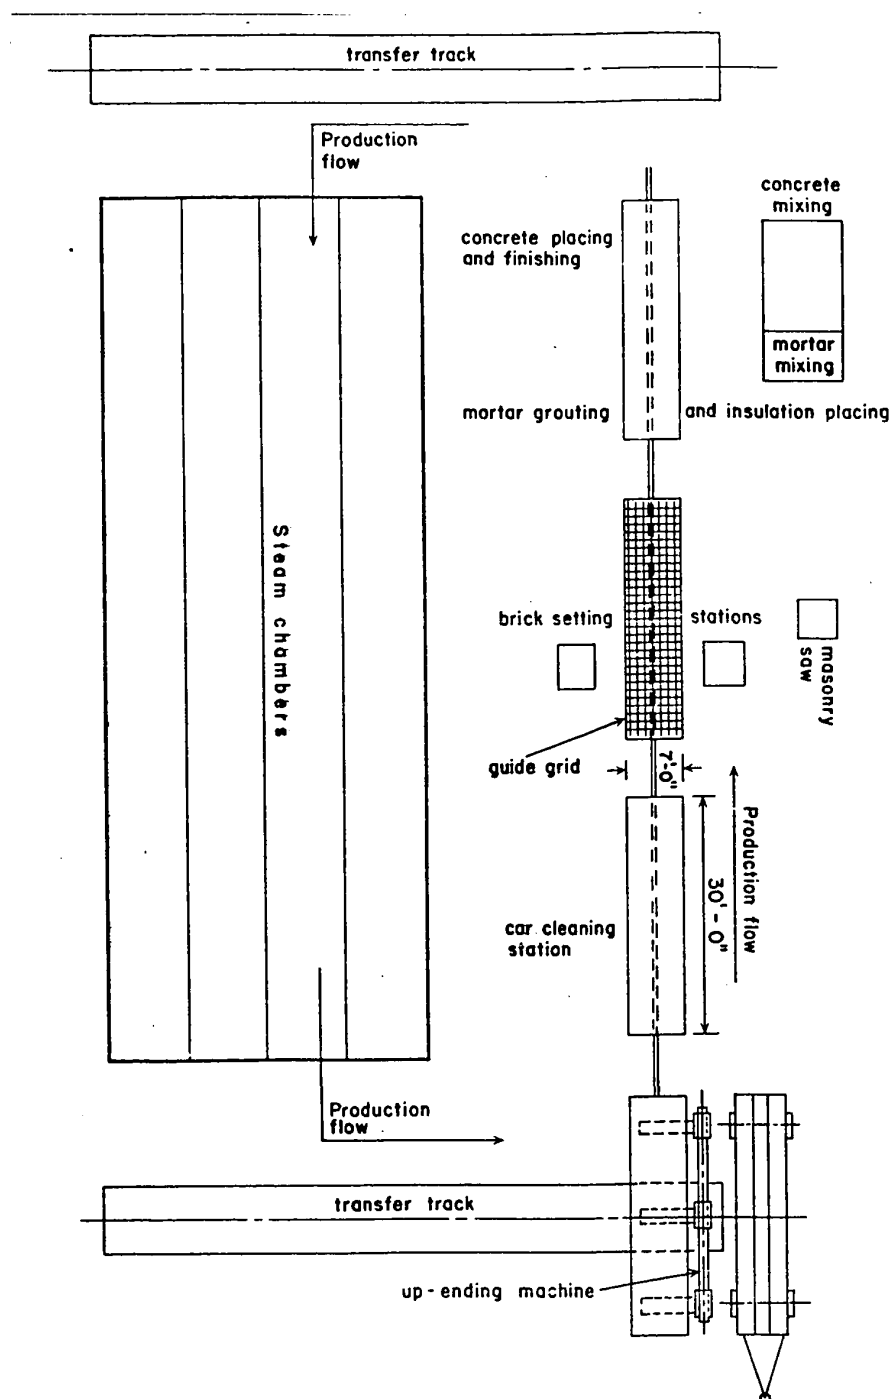 transfer track
Production
flow
concrete
mixing
concrete placing
and finishing
mortar
mixing
mortar grouting
and insulation placing
Steam chambers
brick setting
stations
masonry
saw
guide grid
7'-0"
Production flow
30'-0"
car cleaning
station
Production
flow
transfer track
up-ending machine